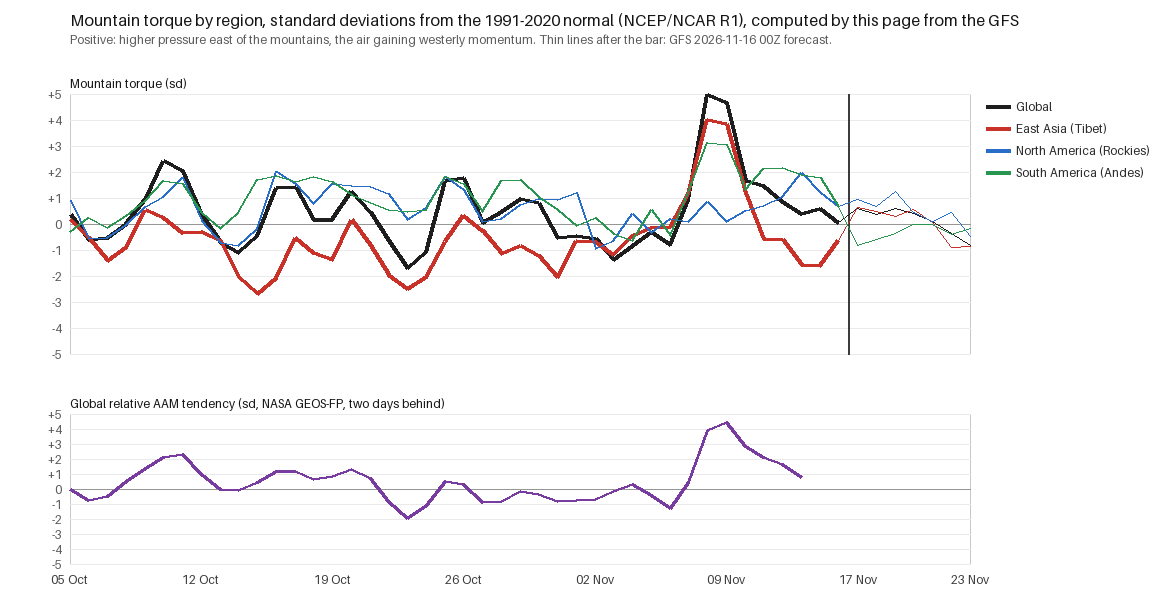 Mountain torque by region, standard deviations from the 1991-2020 normal (NCEP/NCAR R1), computed by this page from the GFS
Positive: higher pressure east of the mountains, the air gaining westerly momentum. Thin lines after the bar: GFS 2026-11-16 00Z forecast.
Mountain torque (sd)
+5
+4
+3
+2
+1
0
-1
-2
-3
-4
-5
Global
East Asia (Tibet)
North America (Rockies)
South America (Andes)
Global relative AAM tendency (sd, NASA GEOS-FP, two days behind)
+5
+4
+3
+2
+1
0
-1
-2
-3
-4
-5
05 Oct 12 Oct 19 Oct 26 Oct 02 Nov 09 Nov 17 Nov 23 Nov